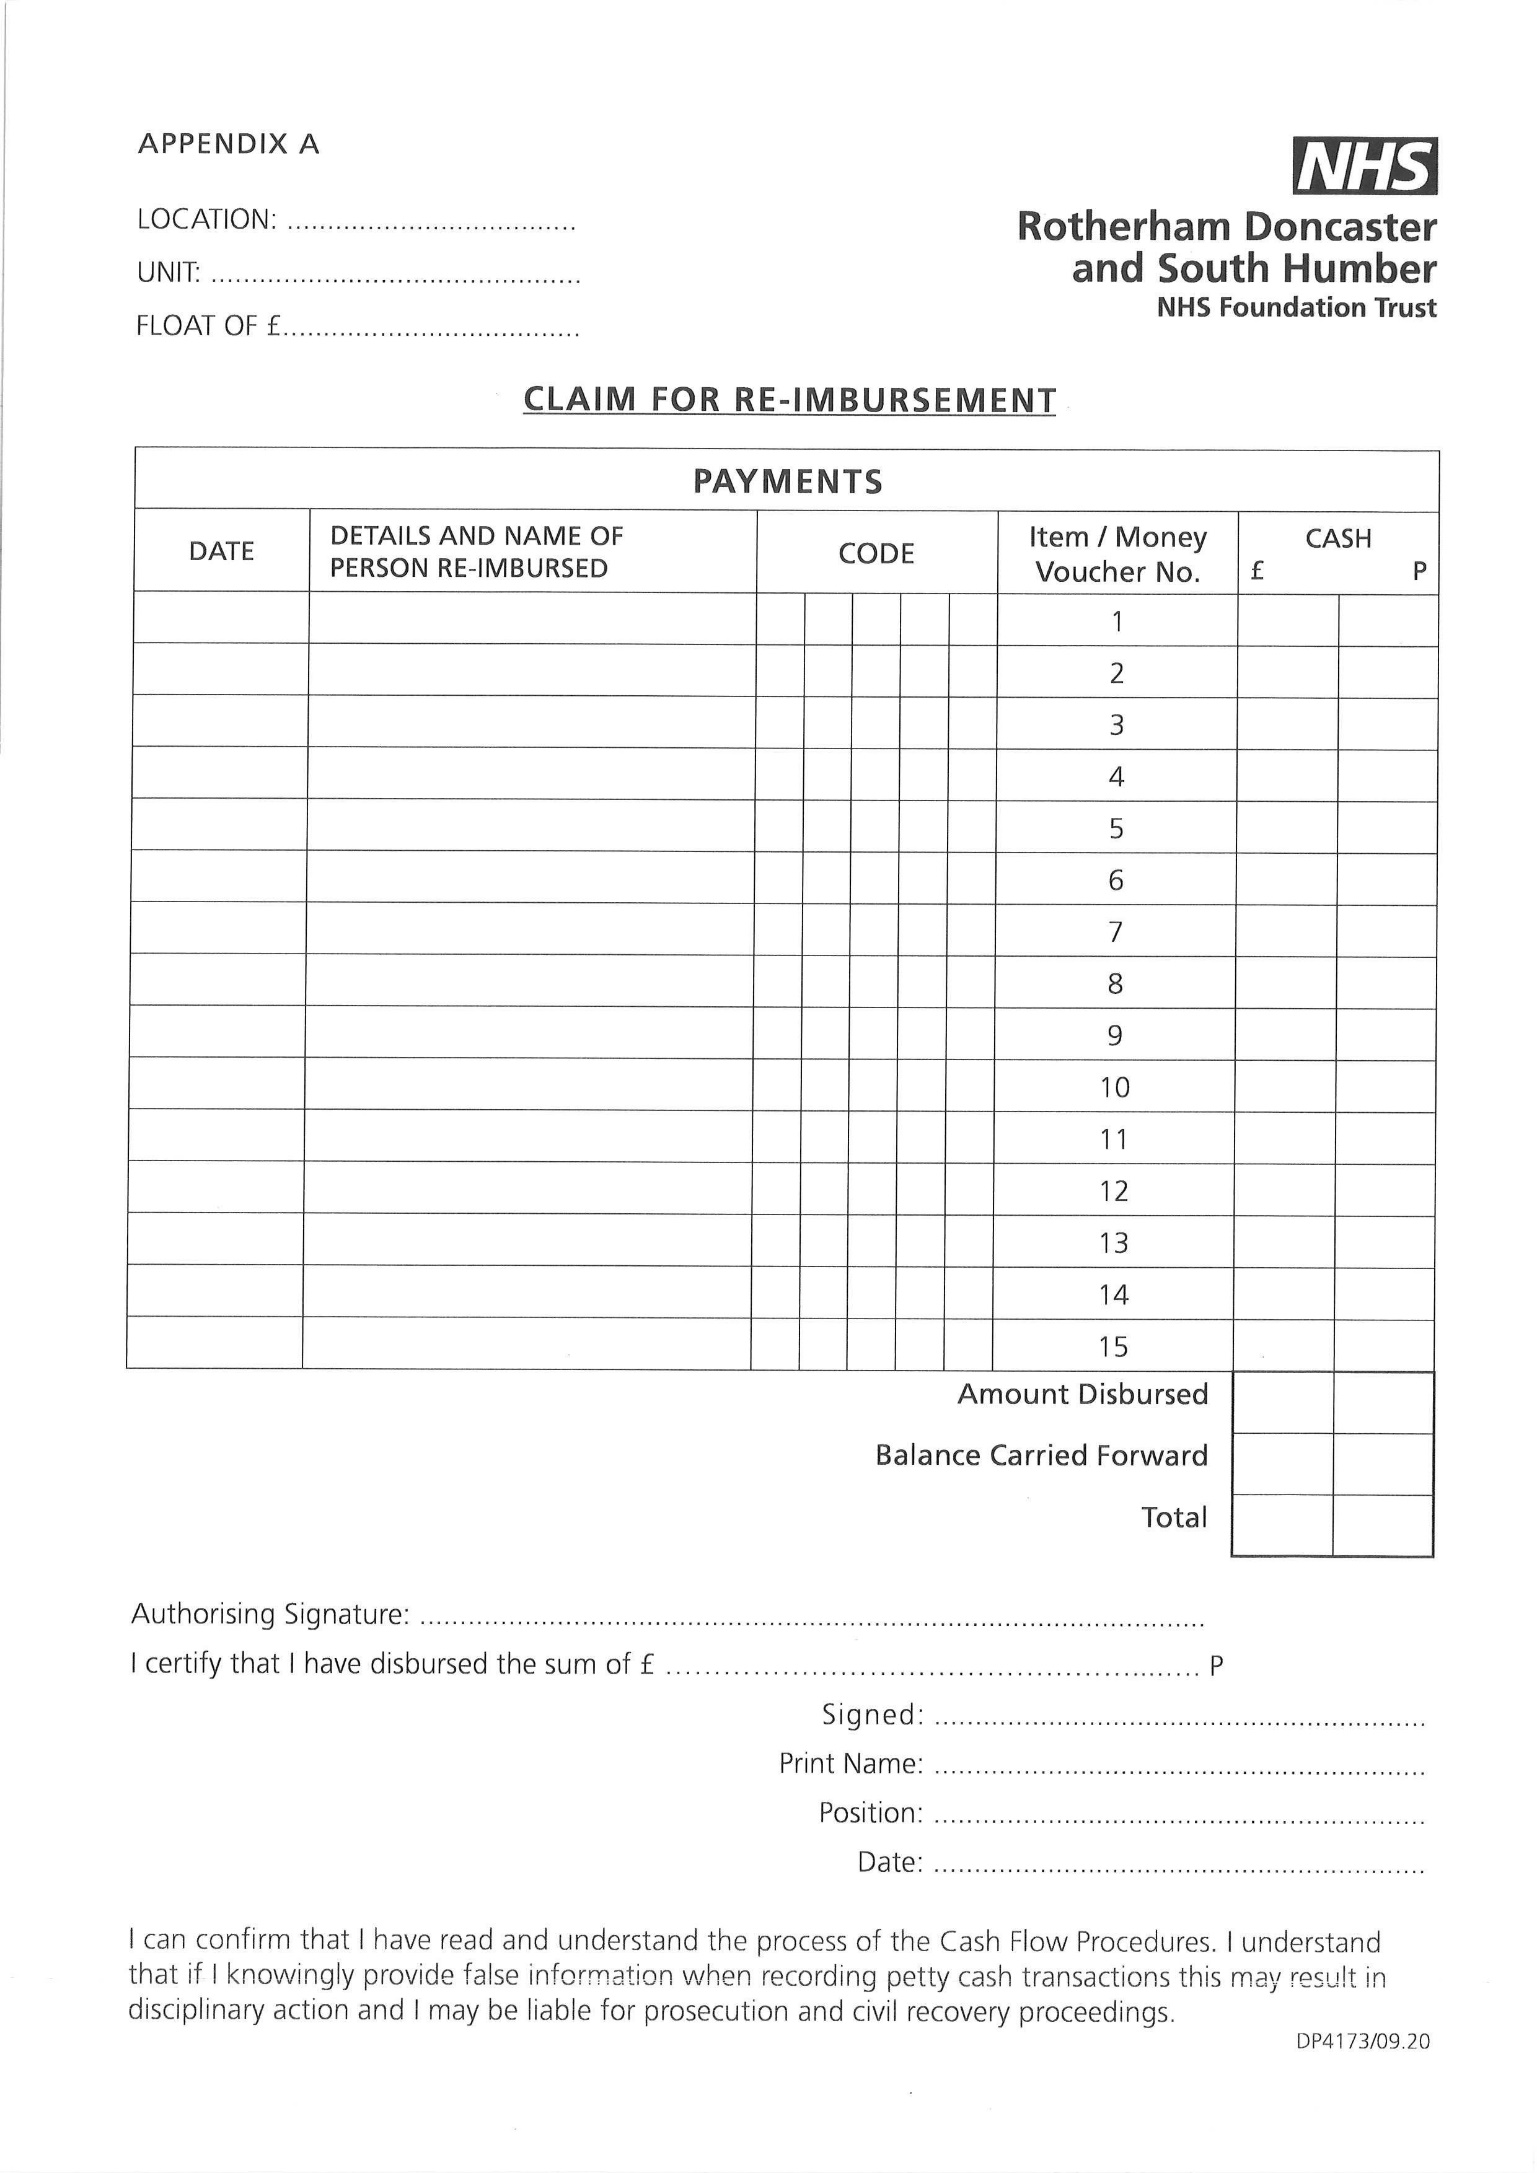 APPENDIX A
NHS
LOCATION: ....................................
Rotherham Doncaster
and South Humber
UNIT: ..............................................
NHS Foundation Trust
FLOAT OF £.....................................
CLAIM FOR RE-IMBURSEMENT
PAYMENTS
DATE
DETAILS AND NAME OF
PERSON RE-IMBURSED
CODE
Item / Money
Voucher No.
CASH
£ P
1
2
3
4
5
6
7
8
9
10
11
12
13
14
15
Amount Disbursed
Balance Carried Forward
Total
Authorising Signature: ..................................................................................................
I certify that I have disbursed the sum of £ .................................................................. P
Signed: .............................................................
Print Name: .............................................................
Position: .............................................................
Date: .............................................................
I can confirm that I have read and understand the process of the Cash Flow Procedures. I understand
that if I knowingly provide false information when recording petty cash transactions this may result in
disciplinary action and I may be liable for prosecution and civil recovery proceedings.
DP4173/09.20